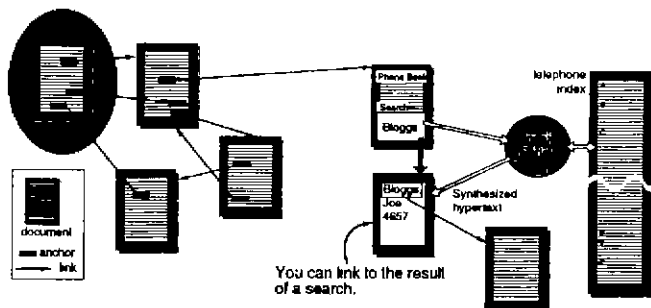 document
anchor
link
Phone Book
Search
Bloggs
telephone
index
Bloggs
Joe
4657
Synthesized
hypertext
You can link to the result
of a search.